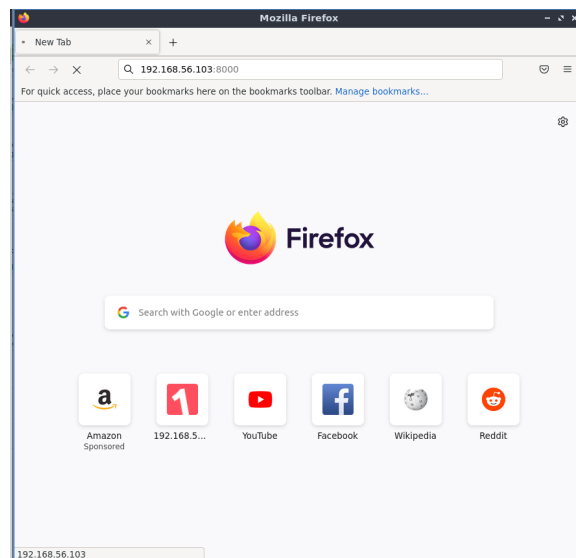 Mozilla Firefox
New Tab
192.168.56.103:8000
For quick access, place your bookmarks here on the bookmarks toolbar. Manage bookmarks...
Firefox
Search with Google or enter address
Amazon
Sponsored
192.168.5...
YouTube
Facebook
Wikipedia
Reddit
192.168.56.103